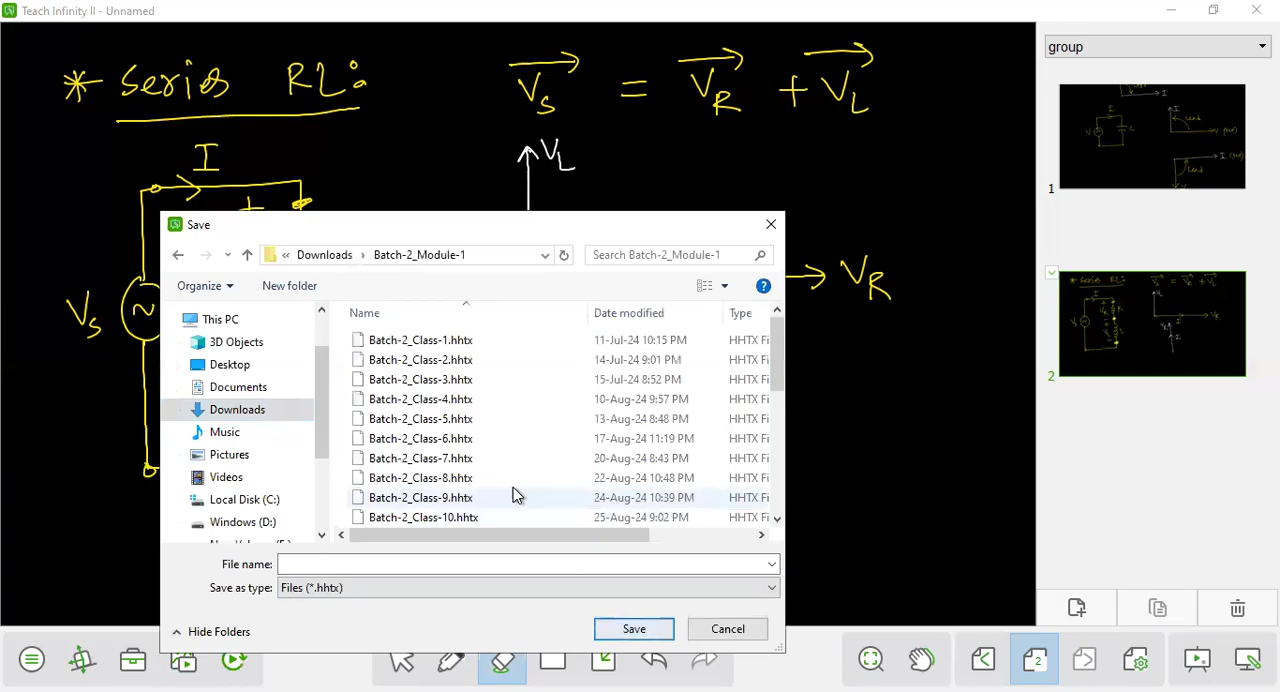 Teach Infinity II - Unnamed
* Series RL:
Vs = VR + VL
I
VL
+
Vs
~
VR
group
1
2
Save
« Downloads Batch-2_Module-1
Search Batch-2_Module-1
Organize New folder
Name Date modified Type
This PC
3D Objects
Desktop
Documents
Downloads
Music
Pictures
Videos
Local Disk (C:)
Windows (D:)
Batch-2_Class-1.hhtx 11-Jul-24 10:15 PM HHTX Fi
Batch-2_Class-2.hhtx 14-Jul-24 9:01 PM HHTX Fi
Batch-2_Class-3.hhtx 15-Jul-24 8:52 PM HHTX Fi
Batch-2_Class-4.hhtx 10-Aug-24 9:57 PM HHTX Fi
Batch-2_Class-5.hhtx 13-Aug-24 8:48 PM HHTX Fi
Batch-2_Class-6.hhtx 17-Aug-24 11:19 PM HHTX Fi
Batch-2_Class-7.hhtx 20-Aug-24 8:43 PM HHTX Fi
Batch-2_Class-8.hhtx 22-Aug-24 10:48 PM HHTX Fi
Batch-2_Class-9.hhtx 24-Aug-24 10:39 PM HHTX Fi
Batch-2_Class-10.hhtx 25-Aug-24 9:02 PM HHTX Fi
File name:
Save as type: Files (*.hhtx)
Hide Folders
Save
Cancel
2